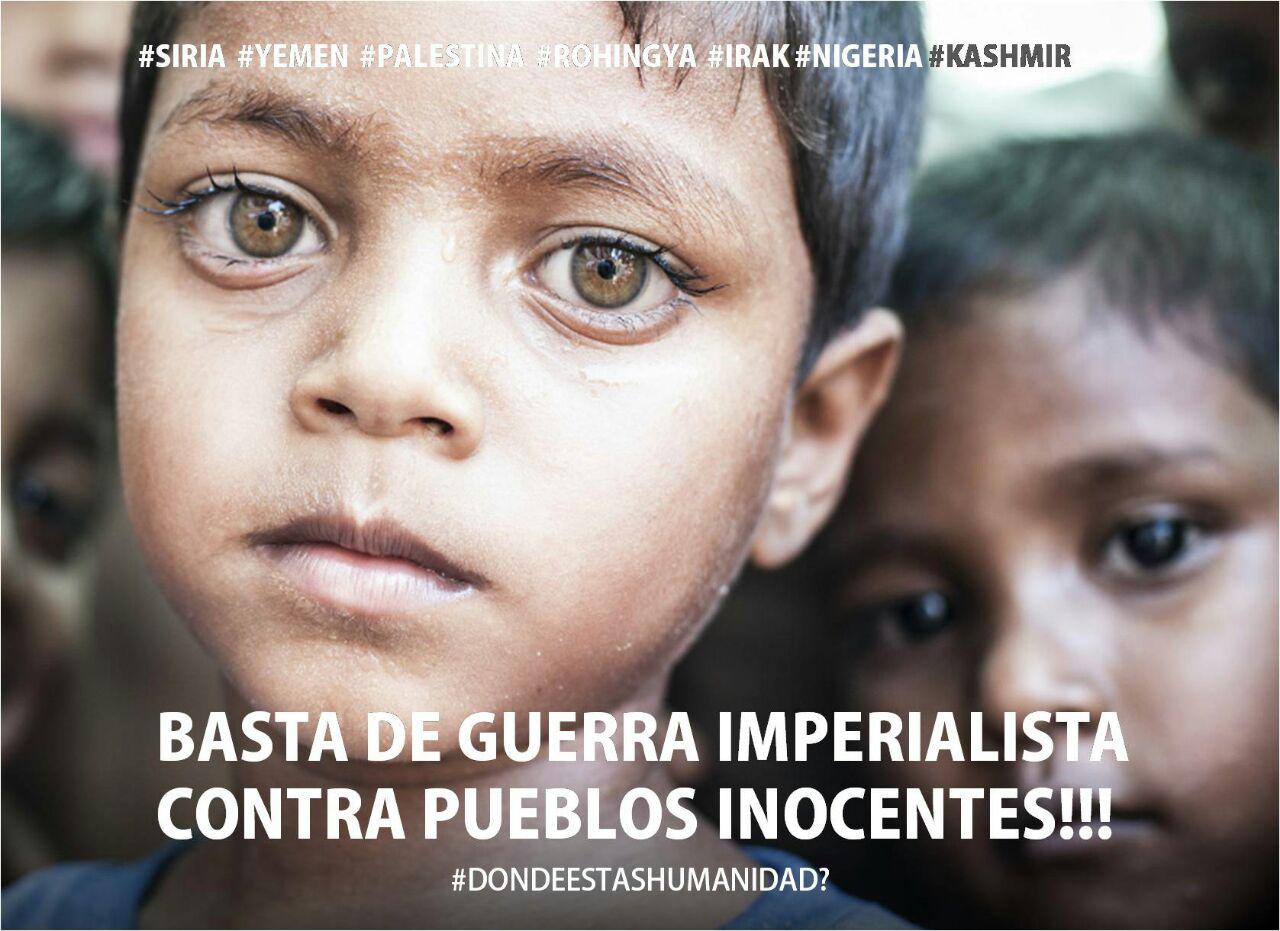 #SIRIA #YEMEN #PALESTINA #ROHINGYA #IRAK #NIGERIA #KASHMIR
BASTA DE GUERRA IMPERIALISTA
CONTRA PUEBLOS INOCENTES!!!
#DONDEESTASHUMANIDAD?